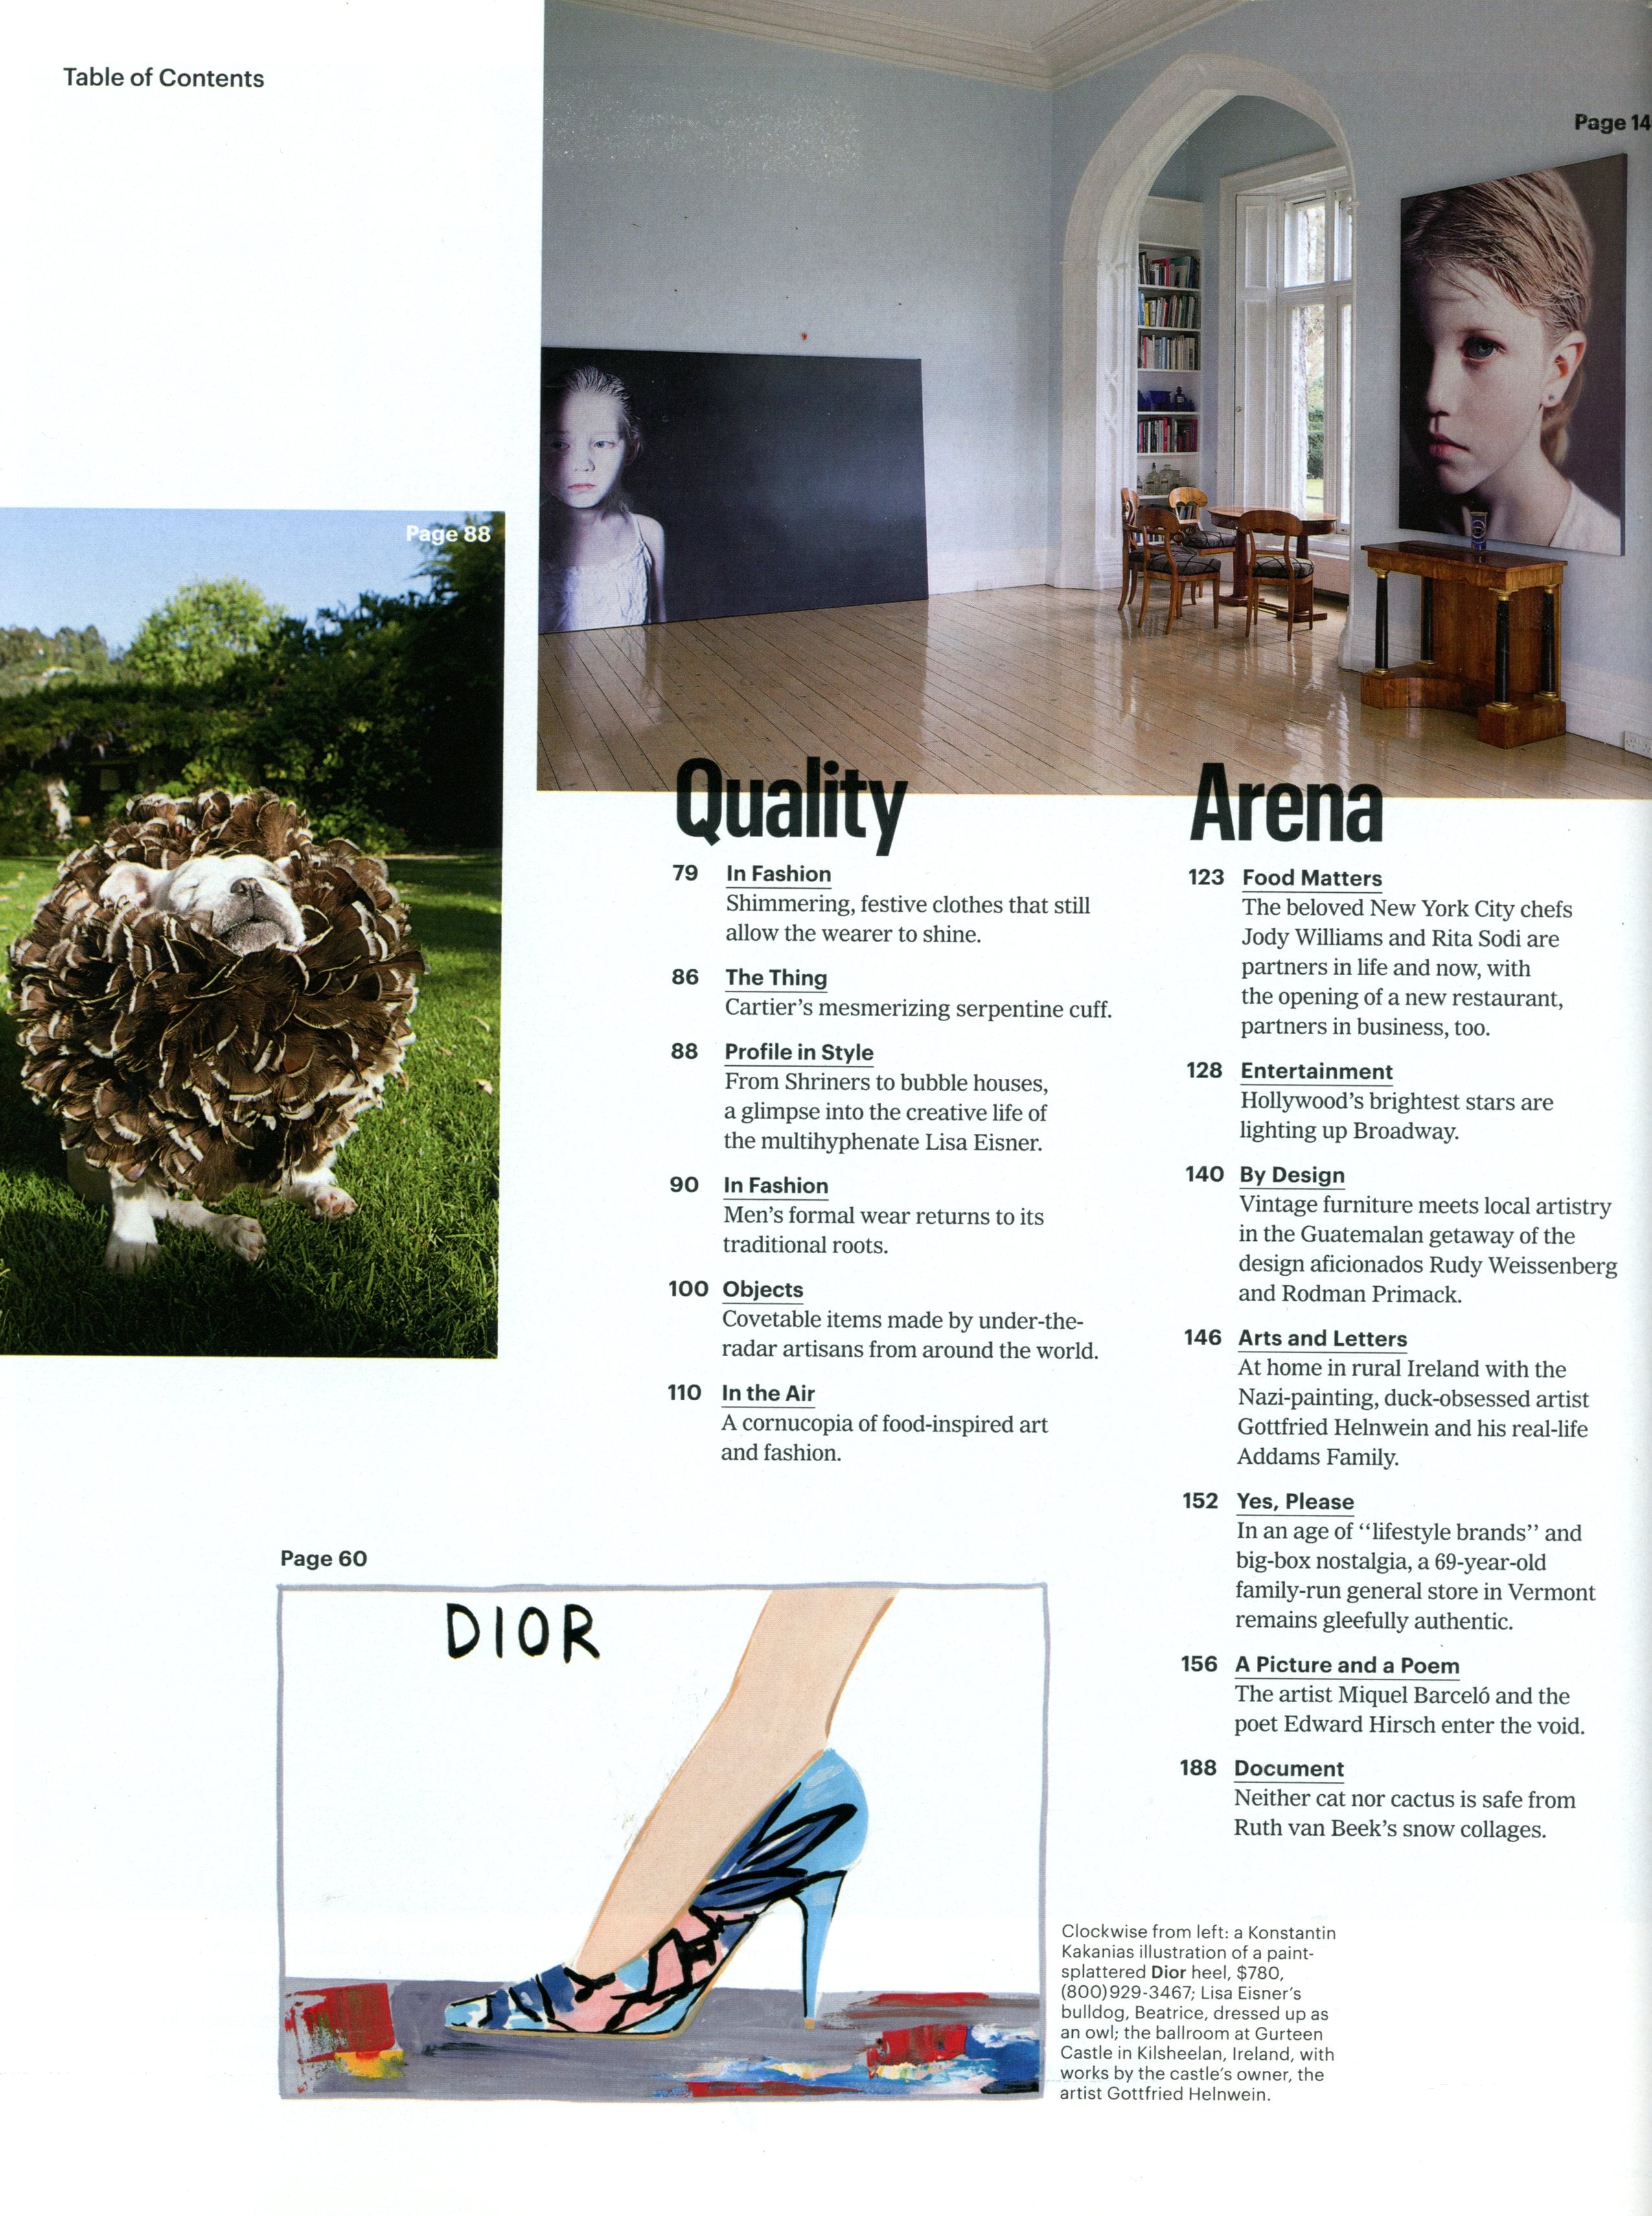 Table of Contents
Page 14
Page 88
Quality
79 In Fashion
Shimmering, festive clothes that still
allow the wearer to shine.
86 The Thing
Cartier’s mesmerizing serpentine cuff.
88 Profile in Style
From Shriners to bubble houses,
a glimpse into the creative life of
the multihyphenate Lisa Eisner.
90 In Fashion
Men’s formal wear returns to its
traditional roots.
100 Objects
Covetable items made by under-the-
radar artisans from around the world.
110 In the Air
A cornucopia of food-inspired art
and fashion.
Arena
123 Food Matters
The beloved New York City chefs
Jody Williams and Rita Sodi are
partners in life and now, with
the opening of a new restaurant,
partners in business, too.
128 Entertainment
Hollywood’s brightest stars are
lighting up Broadway.
140 By Design
Vintage furniture meets local artistry
in the Guatemalan getaway of the
design aficionados Rudy Weissenberg
and Rodman Primack.
146 Arts and Letters
At home in rural Ireland with the
Nazi-painting, duck-obsessed artist
Gottfried Helnwein and his real-life
Addams Family.
152 Yes, Please
In an age of ‘‘lifestyle brands’’ and
big-box nostalgia, a 69-year-old
family-run general store in Vermont
remains gleefully authentic.
156 A Picture and a Poem
The artist Miquel Barceló and the
poet Edward Hirsch enter the void.
188 Document
Neither cat nor cactus is safe from
Ruth van Beek’s snow collages.
Page 60
DIOR
Clockwise from left: a Konstantin
Kakanias illustration of a paint-
splattered Dior heel, $780,
(800)929-3467; Lisa Eisner’s
bulldog, Beatrice, dressed up as
an owl; the ballroom at Gurteen
Castle in Kilsheelan, Ireland, with
works by the castle’s owner, the
artist Gottfried Helnwein.